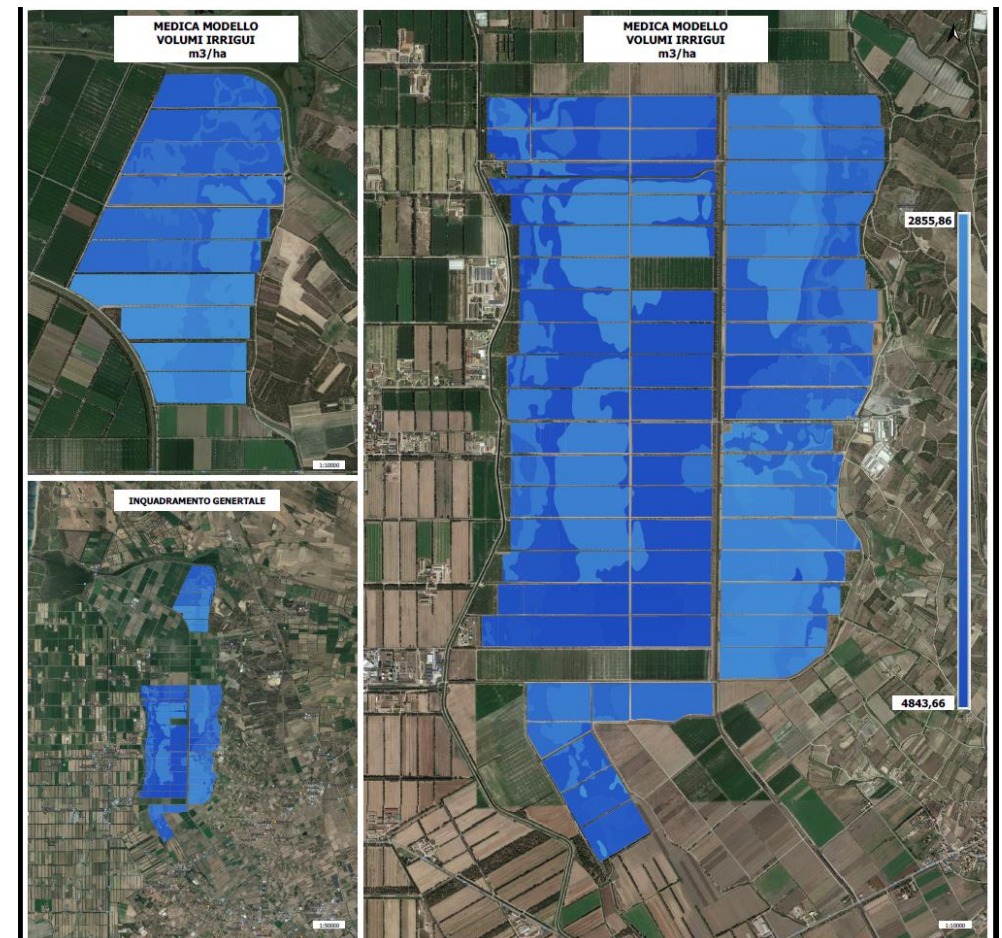 MEDICA MODELLO
VOLUMI IRRIGUI
m3/ha
1:10000
INQUADRAMENTO GENERTALE
1:50000
MEDICA MODELLO
VOLUMI IRRIGUI
m3/ha
2855,86
4843,66
1:10000